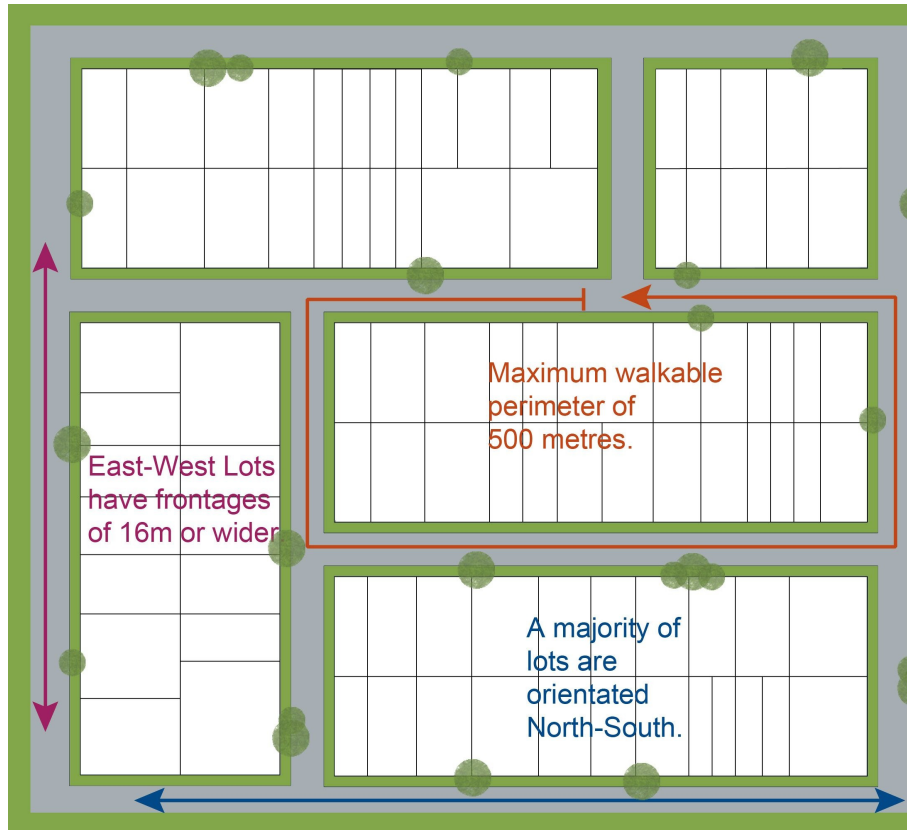 Maximum walkable
perimeter of
500 metres.
East-West Lots
have frontages
of 16m or wider.
A majority of
lots are
orientated
North-South.